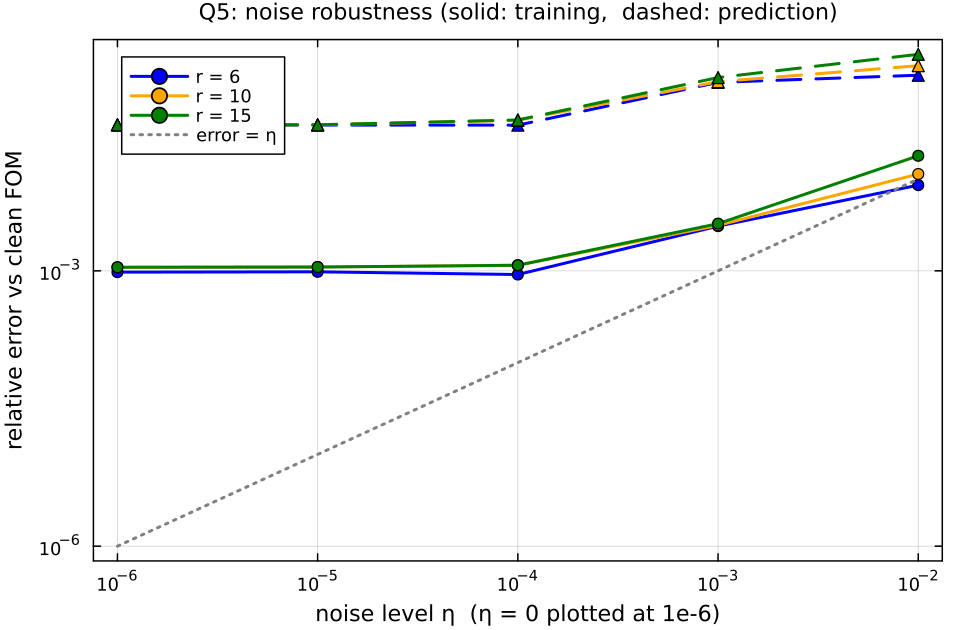 Q5: noise robustness (solid: training,  dashed: prediction)
r = 6
r = 10
r = 15
error = η
relative error vs clean FOM
10⁻³
10⁻⁶
10⁻⁶ 10⁻⁵ 10⁻⁴ 10⁻³ 10⁻²
noise level η  (η = 0 plotted at 1e-6)